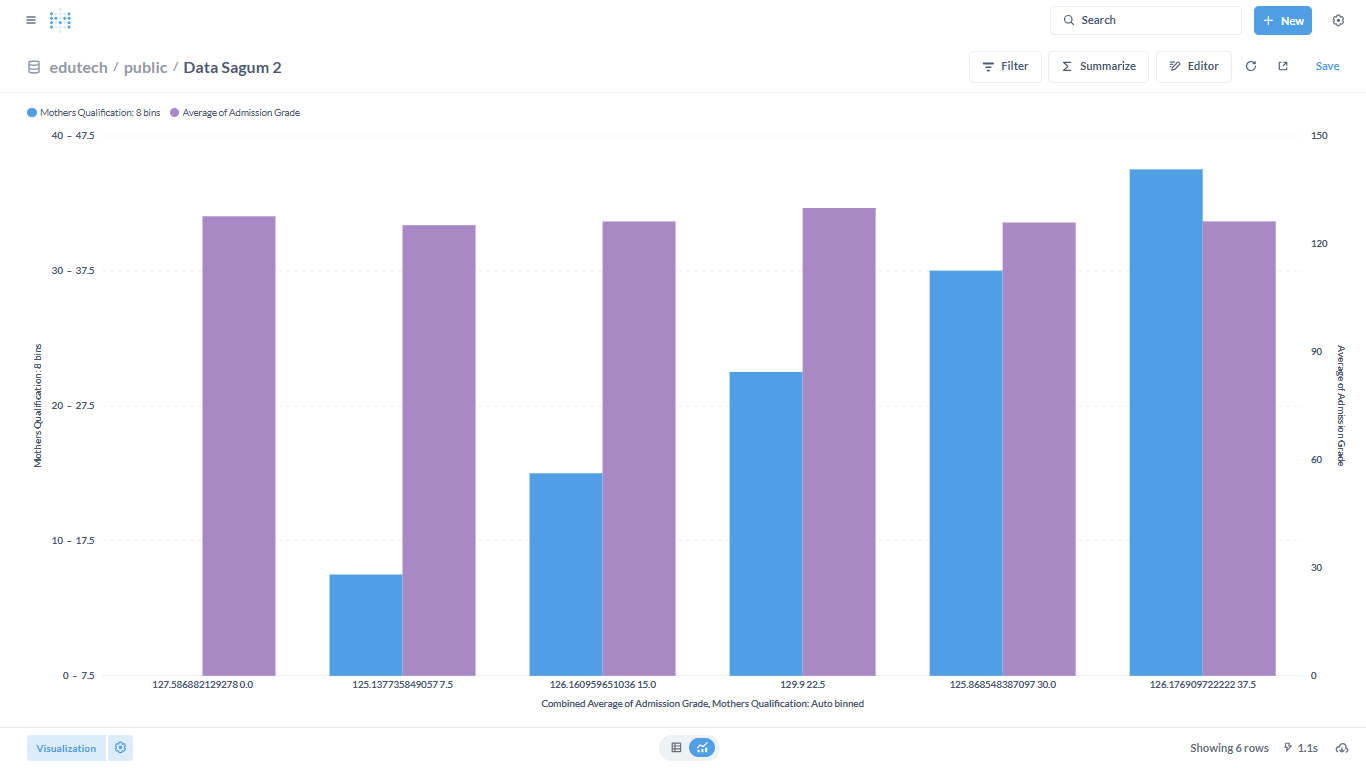 Search
New
edutech / public / Data Sagum 2
Filter
Summarize
Editor
Save
Mothers Qualification: 8 bins
Average of Admission Grade
40 – 47.5
30 – 37.5
20 – 27.5
10 – 17.5
0 – 7.5
Mothers Qualification: 8 bins
150
120
90
60
30
0
Average of Admission Grade
127.586882129278 0.0
125.137735849057 7.5
126.160959651036 15.0
129.9 22.5
125.868548387097 30.0
126.176909722222 37.5
Combined Average of Admission Grade, Mothers Qualification: Auto binned
Visualization
Showing 6 rows
1.1s